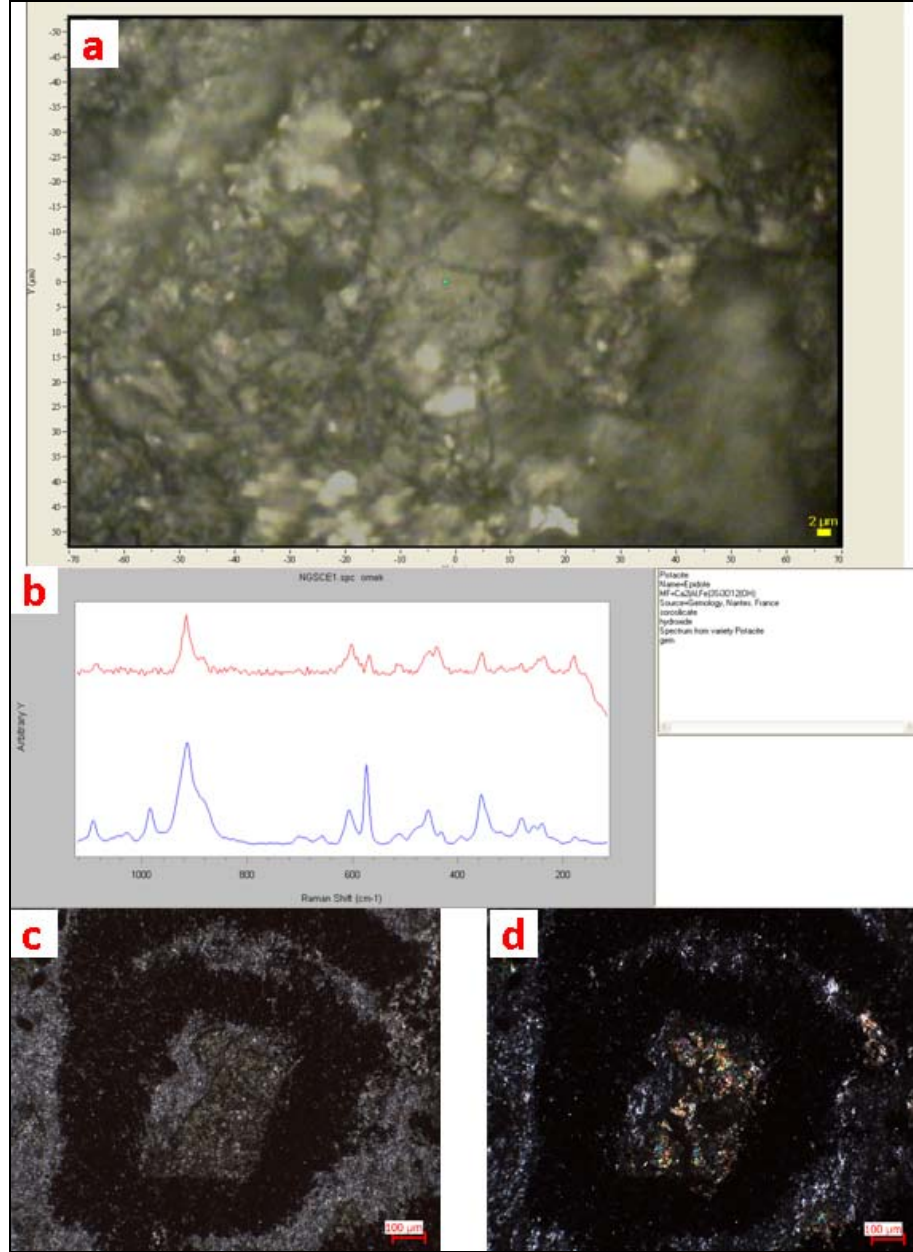 a
-50
-45
-40
-35
-30
-25
-20
-15
-10
-5
0
5
10
15
20
25
30
35
40
45
50
Y (µm)
2 µm
-70 -60 -50 -40 -30 -20 -10 0 10 20 30 40 50 60 70
b
NGSCE1.spc ornek
Arbitrary Y
1000 800 600 400 200
Raman Shift (cm-1)
Pistacite
Name=Epidote
MF=Ca2(Al,Fe)3Si3O12(OH)
Source=Gemology, Nantes, France
sorosilicate
hydroxide
Spectrum from variety Pistacite
gem
c
100 µm
d
100 µm